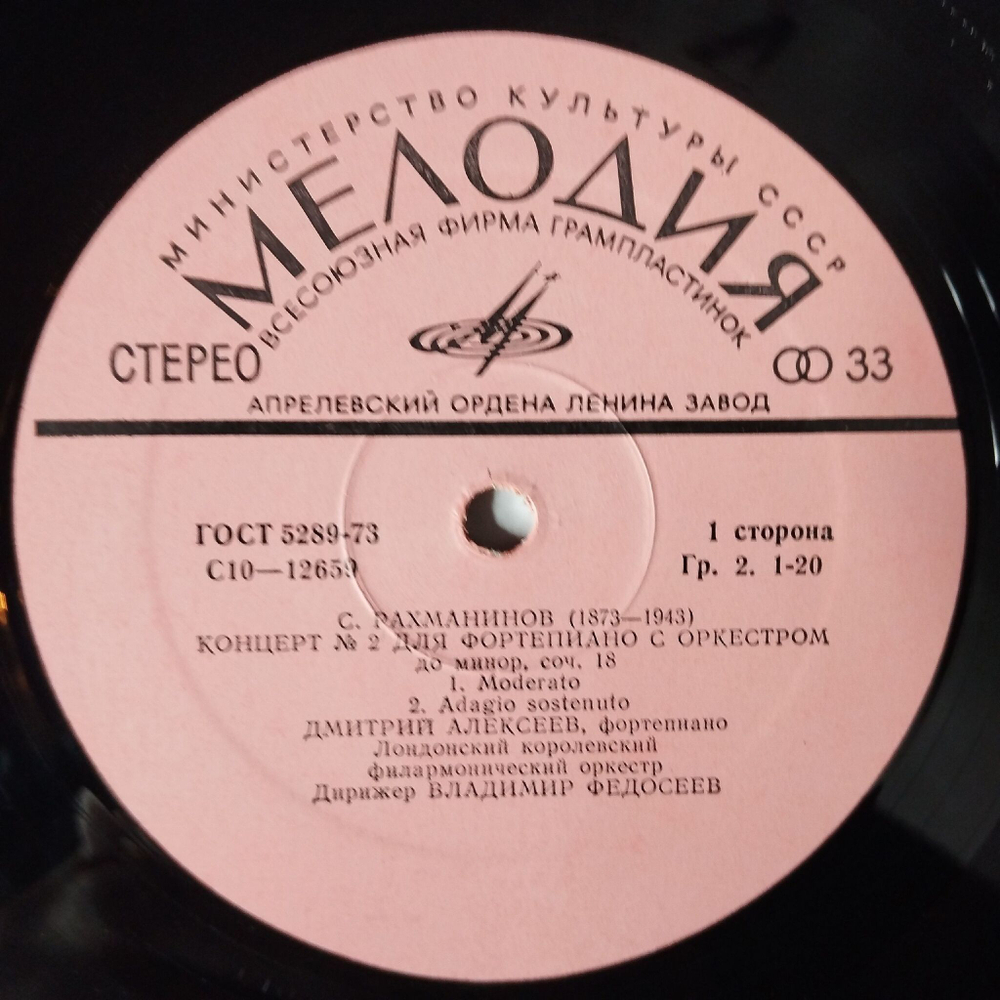 МИНИСТЕРСТВО КУЛЬТУРЫ СССР
МЕЛОДИЯ
ВСЕСОЮЗНАЯ ФИРМА ГРАМПЛАСТИНОК
СТЕРЕО
33
АПРЕЛЕВСКИЙ ОРДЕНА ЛЕНИНА ЗАВОД
ГОСТ 5289-73
1 сторона
С10—12659
Гр. 2. 1-20
С. РАХМАНИНОВ (1873—1943)
КОНЦЕРТ № 2 ДЛЯ ФОРТЕПИАНО С ОРКЕСТРОМ
до минор, соч. 18
1. Moderato
2. Adagio sostenuto
ДМИТРИЙ АЛЕКСЕЕВ, фортепиано
Лондонский королевский
филармонический оркестр
Дирижер ВЛАДИМИР ФЕДОСЕЕВ